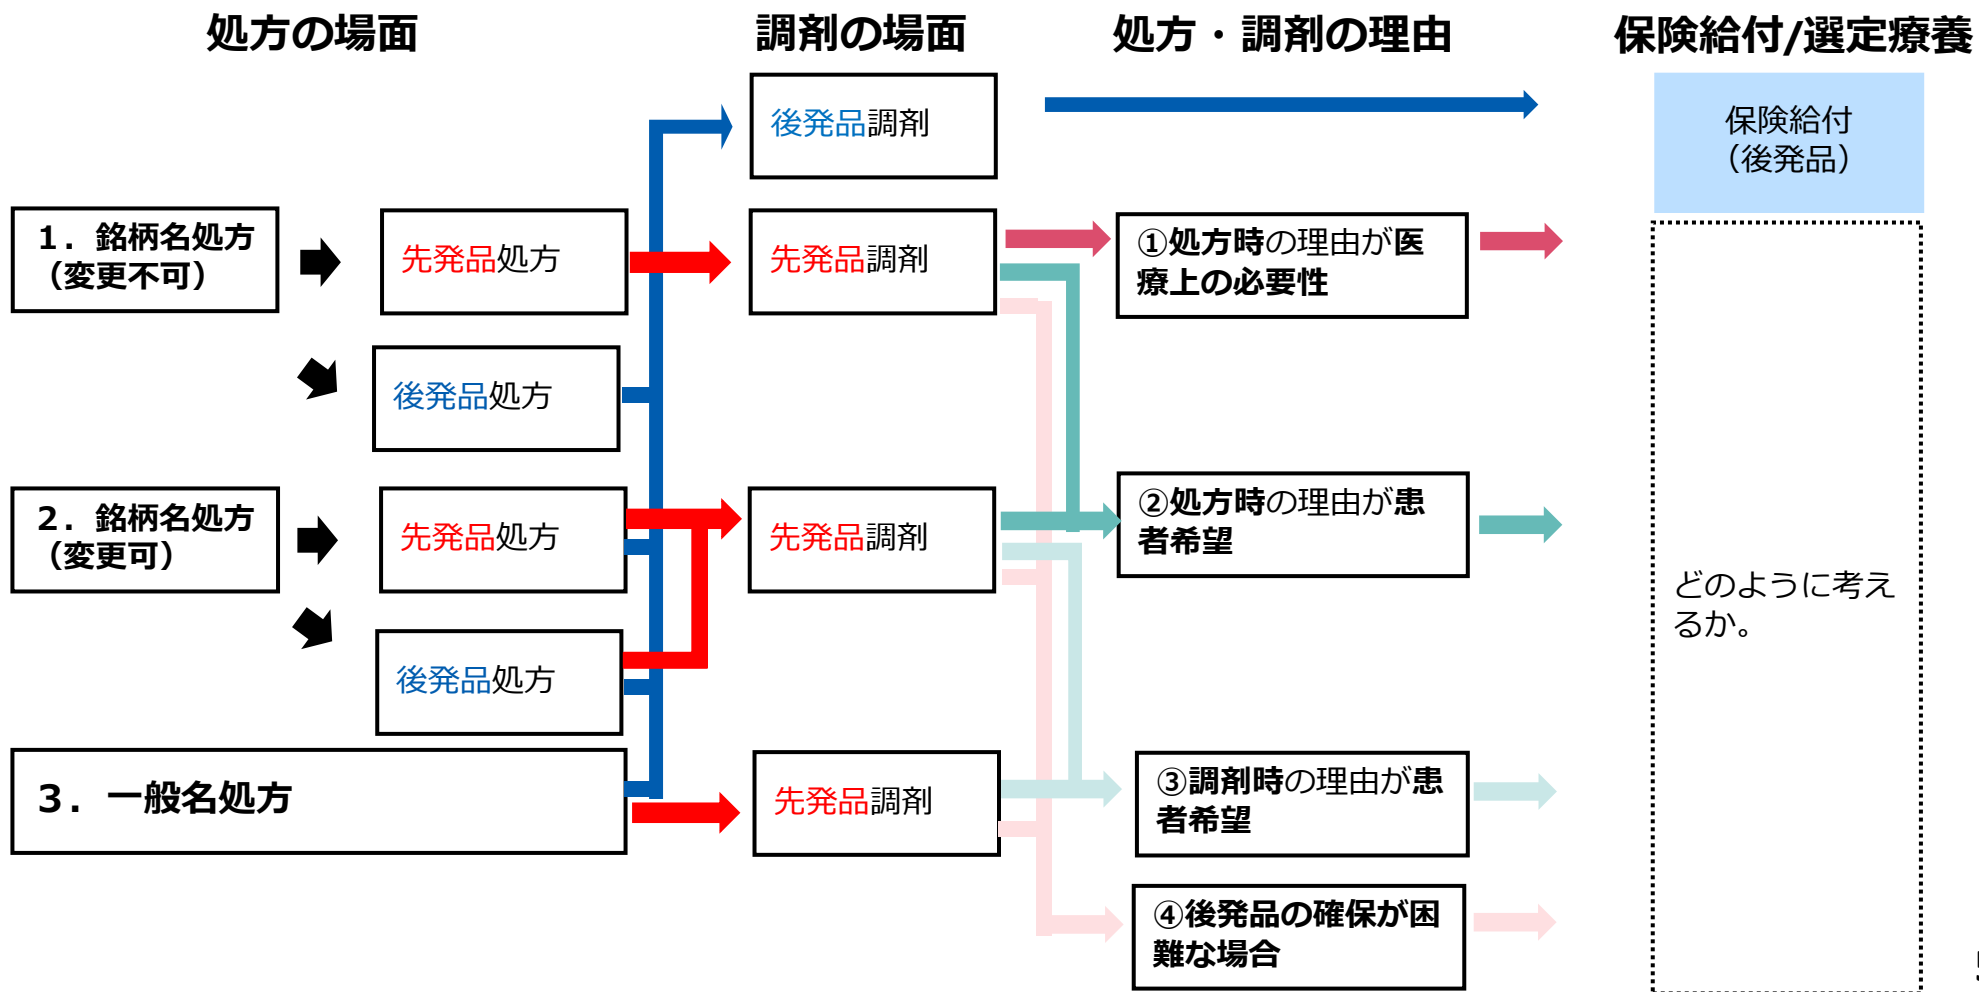 処方の場面
調剤の場面
処方・調剤の理由
保険給付/選定療養
後発品調剤
保険給付
（後発品）
１．銘柄名処方
（変更不可）
先発品処方
先発品調剤
①処方時の理由が医
療上の必要性
後発品処方
２．銘柄名処方
（変更可）
先発品処方
先発品調剤
②処方時の理由が患
者希望
どのように考え
るか。
後発品処方
３．一般名処方
先発品調剤
③調剤時の理由が患
者希望
④後発品の確保が困
難な場合